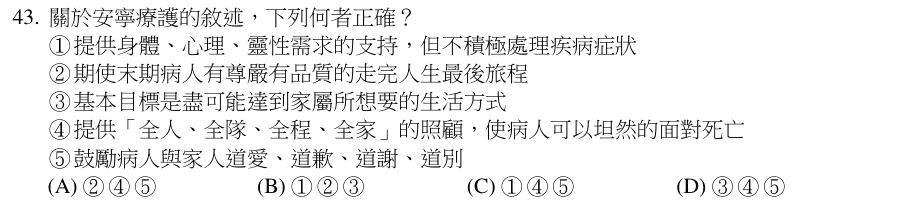 43. 關於安寧療護的敘述，下列何者正確？
①提供身體、心理、靈性需求的支持，但不積極處理疾病症狀
②期使末期病人有尊嚴有品質的走完人生最後旅程
③基本目標是盡可能達到家屬所想要的生活方式
④提供「全人、全隊、全程、全家」的照顧，使病人可以坦然的面對死亡
⑤鼓勵病人與家人道愛、道歉、道謝、道別
(A) ②④⑤ (B) ①②③ (C) ①④⑤ (D) ③④⑤